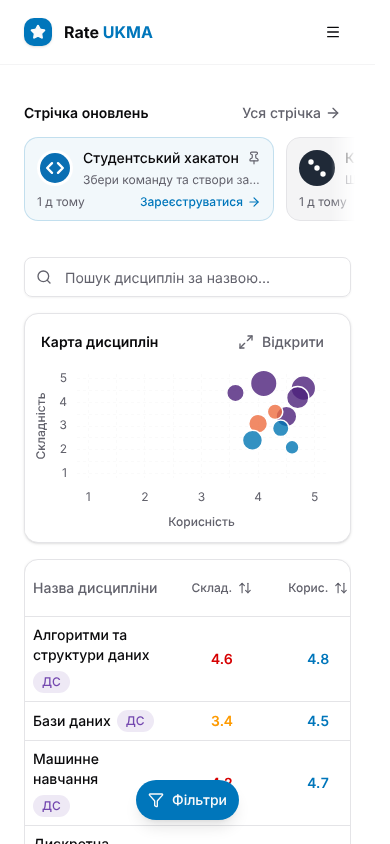 Rate UKMA
Стрічка оновлень
Уся стрічка
Студентський хакатон
Збери команду та створи за...
1 д тому
Зареєструватися
1 д тому
Пошук дисциплін за назвою...
Карта дисциплін
Відкрити
Складність
5
4
3
2
1
1 2 3 4 5
Корисність
Назва дисципліни Склад. Корис.
Алгоритми та
структури даних
ДС
4.6 4.8
Бази даних ДС 3.4 4.5
Машинне
навчання
ДС
4.7
Фільтри